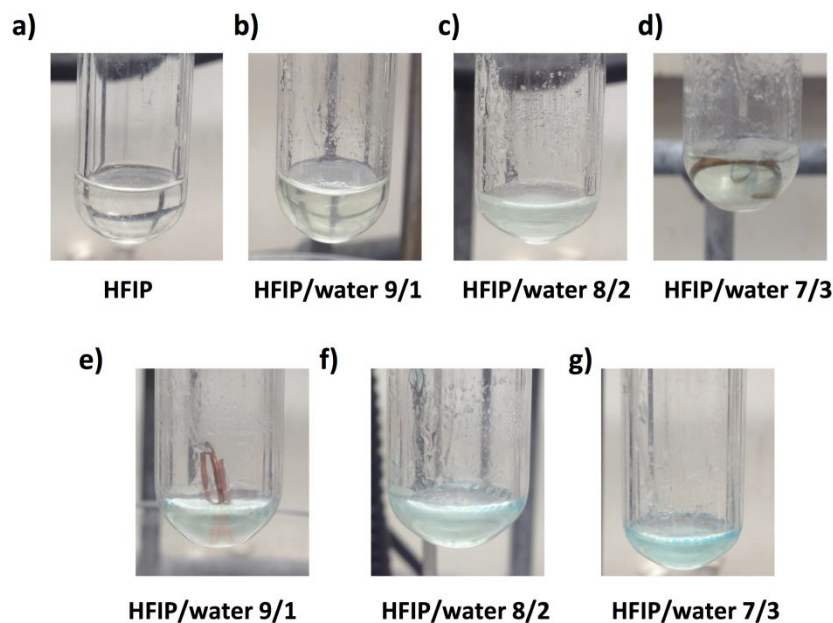 a) b) c) d)
HFIP HFIP/water 9/1 HFIP/water 8/2 HFIP/water 7/3
e) f) g)
HFIP/water 9/1 HFIP/water 8/2 HFIP/water 7/3